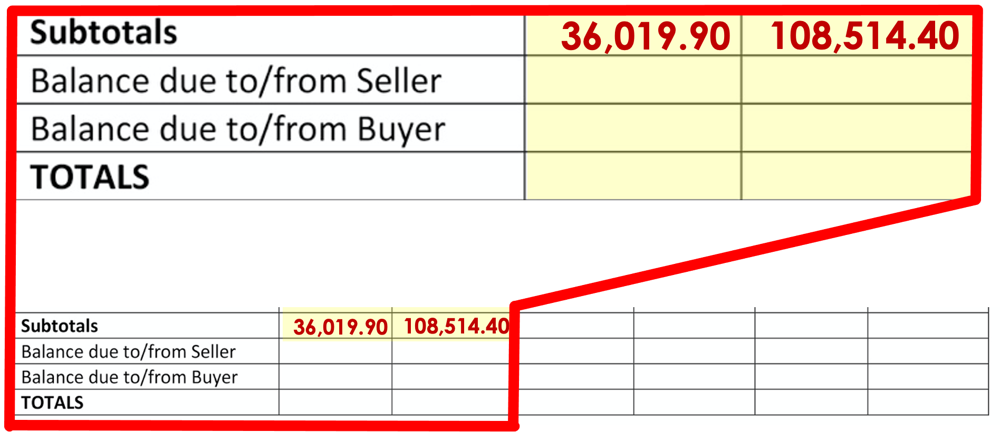 Subtotals 36,019.90 108,514.40
Balance due to/from Seller
Balance due to/from Buyer
TOTALS
Subtotals 36,019.90 108,514.40
Balance due to/from Seller
Balance due to/from Buyer
TOTALS